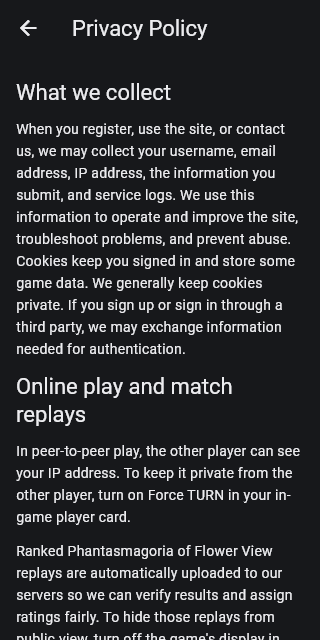 Privacy Policy
What we collect
When you register, use the site, or contact
us, we may collect your username, email
address, IP address, the information you
submit, and service logs. We use this
information to operate and improve the site,
troubleshoot problems, and prevent abuse.
Cookies keep you signed in and store some
game data. We generally keep cookies
private. If you sign up or sign in through a
third party, we may exchange information
needed for authentication.
Online play and match
replays
In peer-to-peer play, the other player can see
your IP address. To keep it private from the
other player, turn on Force TURN in your in-
game player card.
Ranked Phantasmagoria of Flower View
replays are automatically uploaded to our
servers so we can verify results and assign
ratings fairly. To hide those replays from
public view, turn off the game's display in